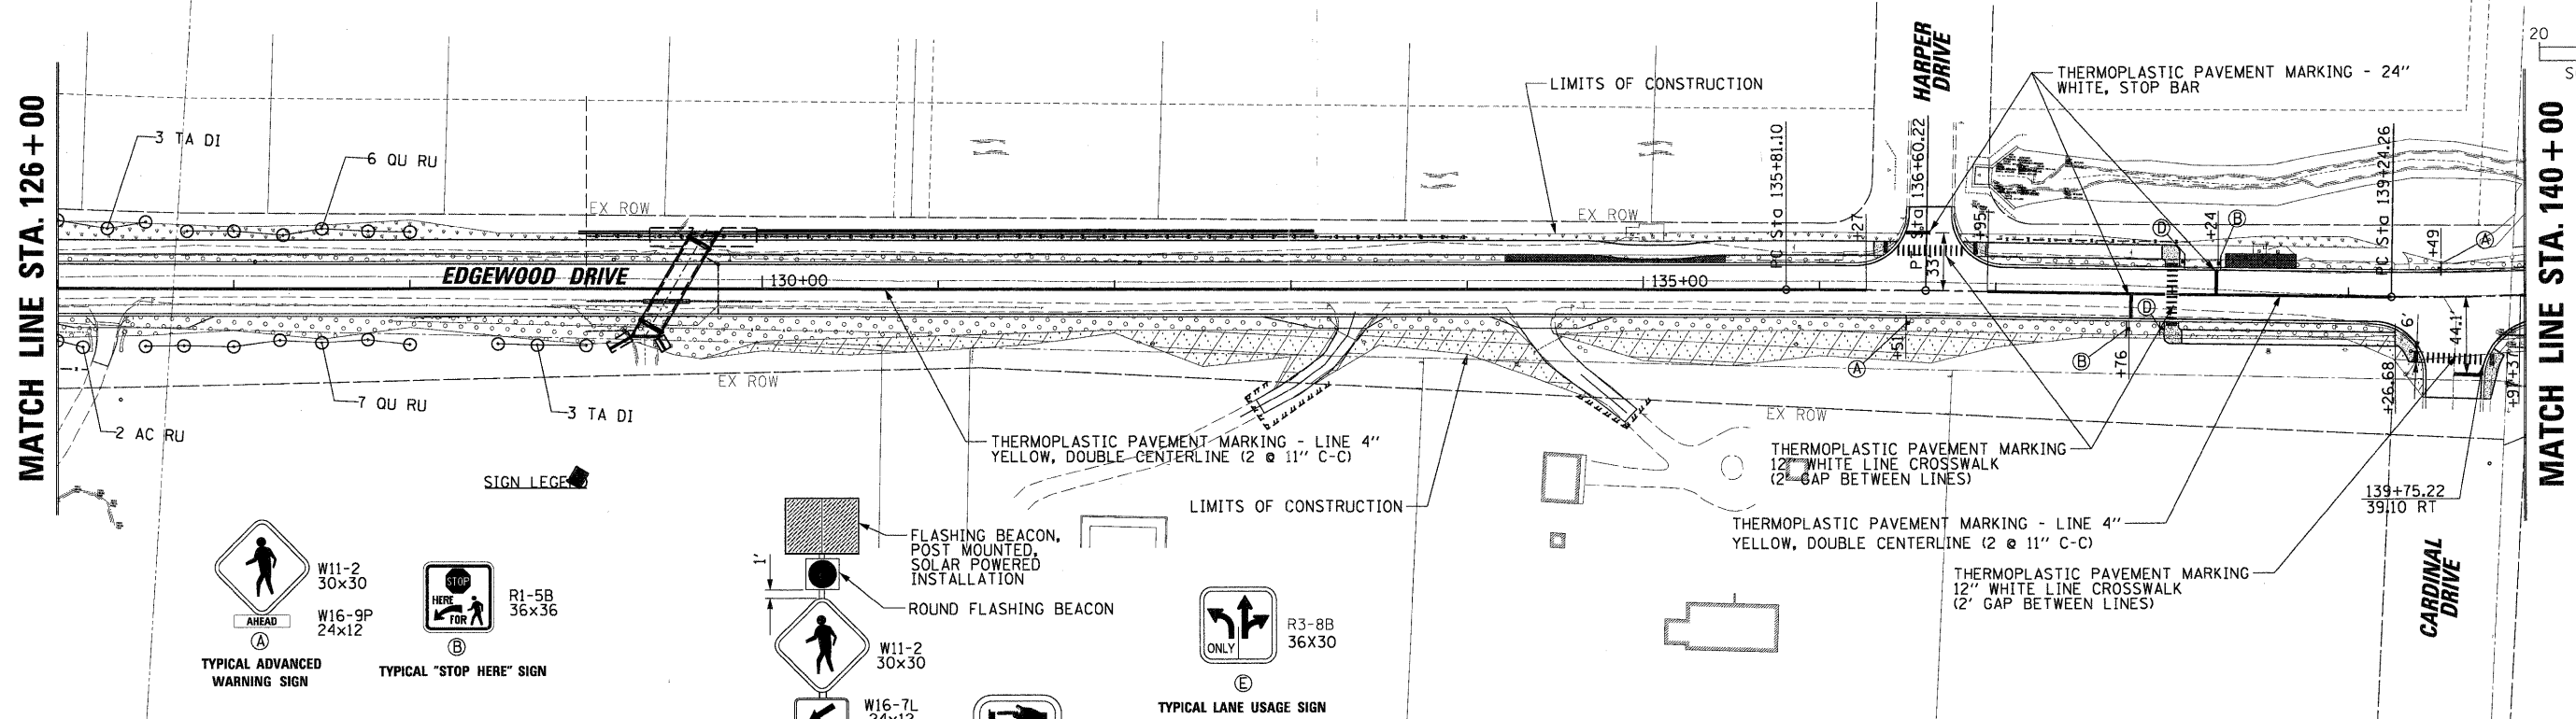 MATCH LINE STA. 126+00
3 TA DI
6 QU RU
EX ROW
EDGEWOOD DRIVE
130+00
LIMITS OF CONSTRUCTION
EX ROW
135+00
PC Sta 135+81.10
+27
HARPER
DRIVE
Sta 136+60.22
33'
+95
THERMOPLASTIC PAVEMENT MARKING - 24"
WHITE, STOP BAR
D
+24
B
PC Sta 139+24.26
+49
A
20
MATCH LINE STA. 140+00
2 AC RU
7 QU RU
3 TA DI
EX ROW
THERMOPLASTIC PAVEMENT MARKING - LINE 4"
YELLOW, DOUBLE CENTERLINE (2 @ 11" C-C)
LIMITS OF CONSTRUCTION
A
+51
EX ROW
B
+76
D
6'
44.1'
+26.68
+97.37
THERMOPLASTIC PAVEMENT MARKING
12" WHITE LINE CROSSWALK
(2' GAP BETWEEN LINES)
139+75.22
39.10 RT
THERMOPLASTIC PAVEMENT MARKING - LINE 4"
YELLOW, DOUBLE CENTERLINE (2 @ 11" C-C)
THERMOPLASTIC PAVEMENT MARKING
12" WHITE LINE CROSSWALK
(2' GAP BETWEEN LINES)
CARDINAL
DRIVE
SIGN LEGEND
W11-2
30x30
AHEAD
W16-9P
24x12
A
TYPICAL ADVANCED
WARNING SIGN
STOP
HERE
FOR
R1-5B
36x36
B
TYPICAL "STOP HERE" SIGN
1'
FLASHING BEACON,
POST MOUNTED,
SOLAR POWERED
INSTALLATION
ROUND FLASHING BEACON
W11-2
30x30
W16-7L
24x12
ONLY
R3-8B
36X30
E
TYPICAL LANE USAGE SIGN